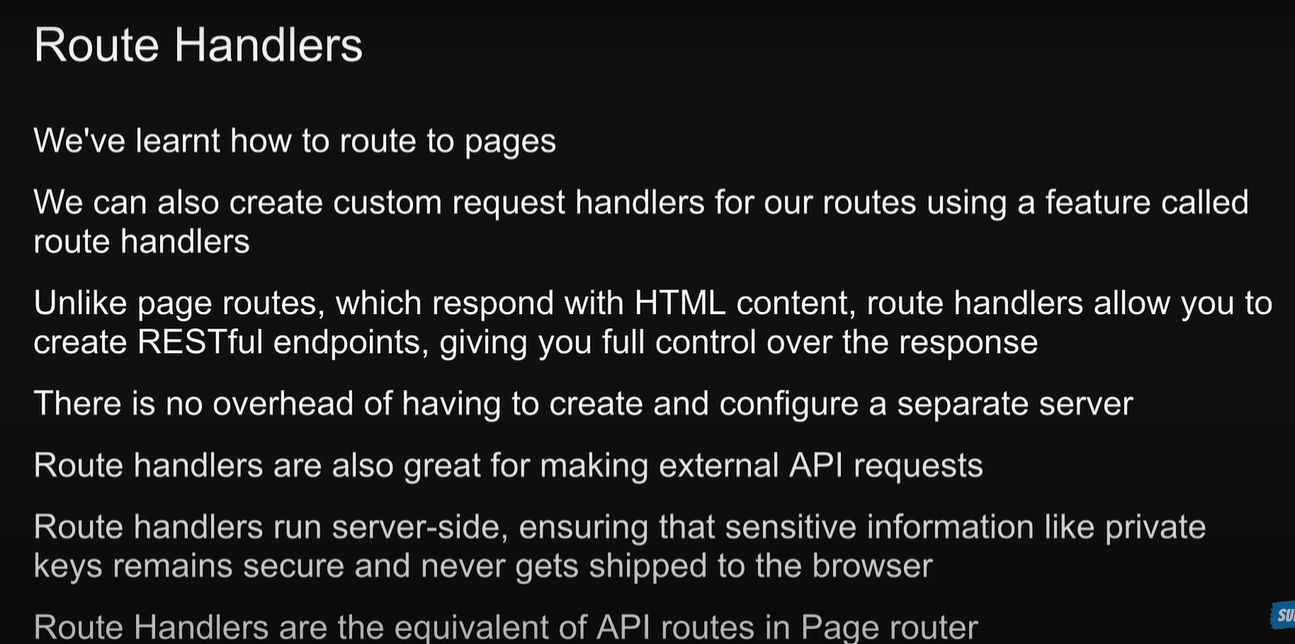 Route Handlers
We've learnt how to route to pages
We can also create custom request handlers for our routes using a feature called
route handlers
Unlike page routes, which respond with HTML content, route handlers allow you to
create RESTful endpoints, giving you full control over the response
There is no overhead of having to create and configure a separate server
Route handlers are also great for making external API requests
Route handlers run server-side, ensuring that sensitive information like private
keys remains secure and never gets shipped to the browser
Route Handlers are the equivalent of API routes in Page router